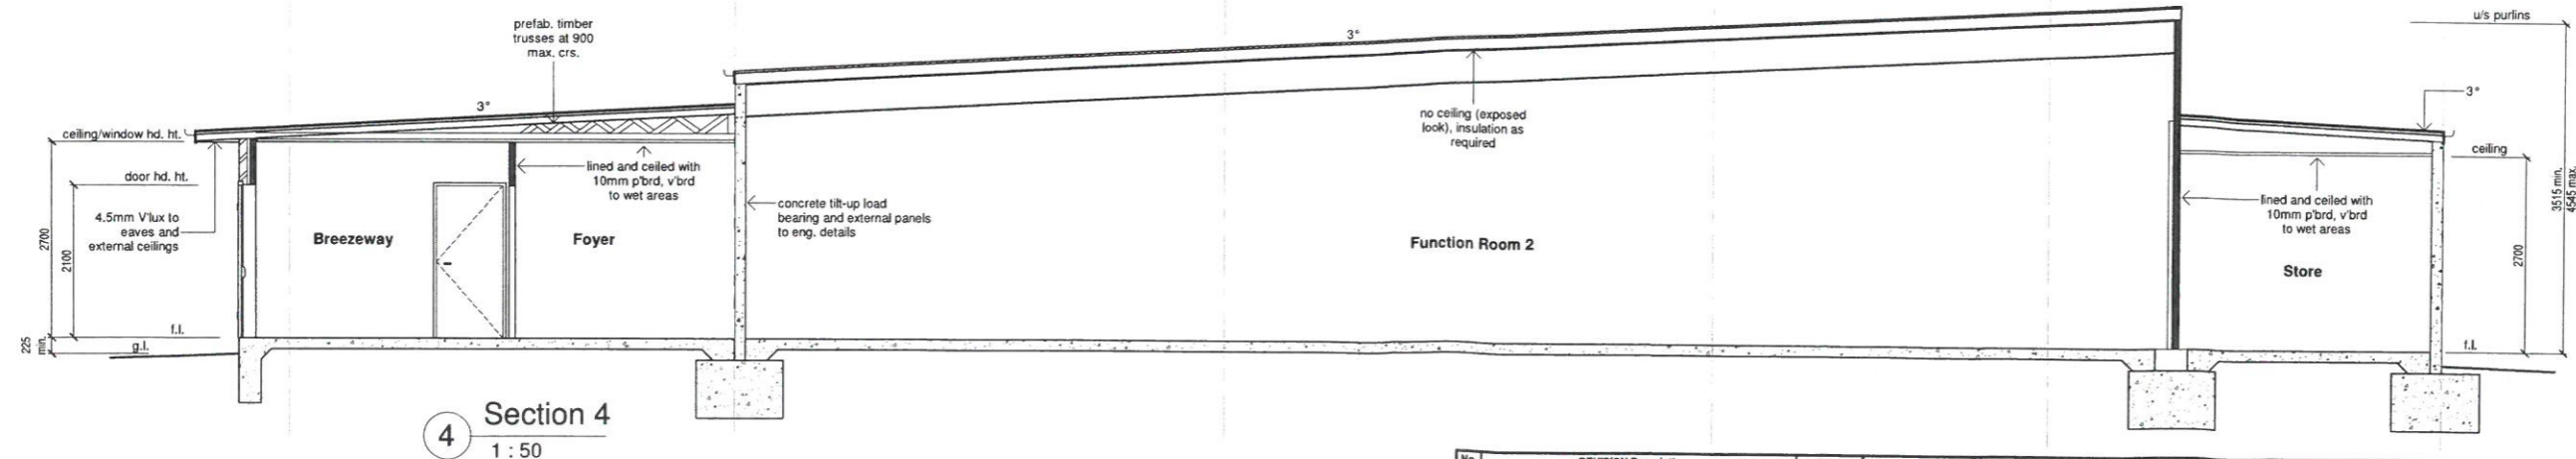 prefab. timber
trusses at 900
max. crs.
3°
3°
u/s purlins
3°
ceiling/window hd. ht.
no ceiling (exposed
look), insulation as
required
door hd. ht.
lined and ceiled with
10mm p'brd, v'brd
to wet areas
ceiling
3515 min.
4545 max.
4.5mm V'lux to
eaves and
external ceilings
concrete tilt-up load
bearing and external panels
to eng. details
lined and ceiled with
10mm p'brd, v'brd
to wet areas
2700
2100
Breezeway
Foyer
Function Room 2
2700
Store
f.l.
g.l.
225
min.
f.l.
4
Section 4
1 : 50
No